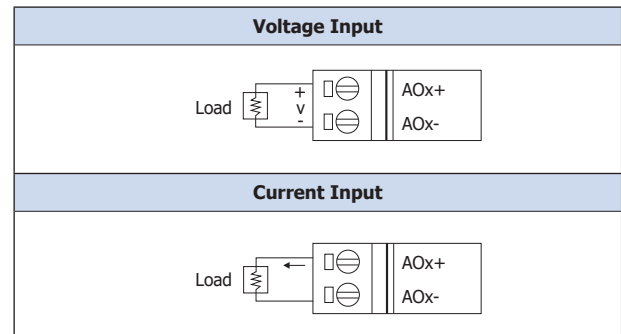 Voltage Input
Load
+
v
-
AOx+
AOx-
Current Input
Load
AOx+
AOx-